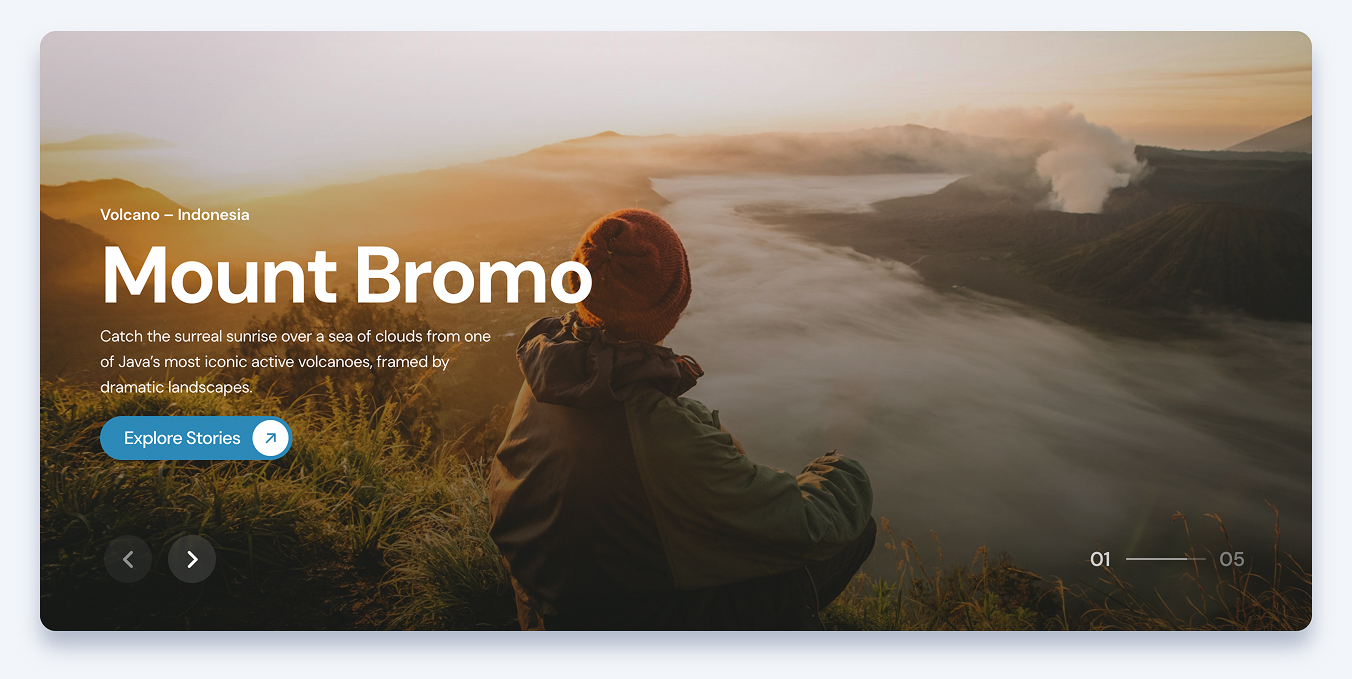 Volcano – Indonesia
Mount Bromo
Catch the surreal sunrise over a sea of clouds from one
of Java’s most iconic active volcanoes, framed by
dramatic landscapes.
Explore Stories
01
05